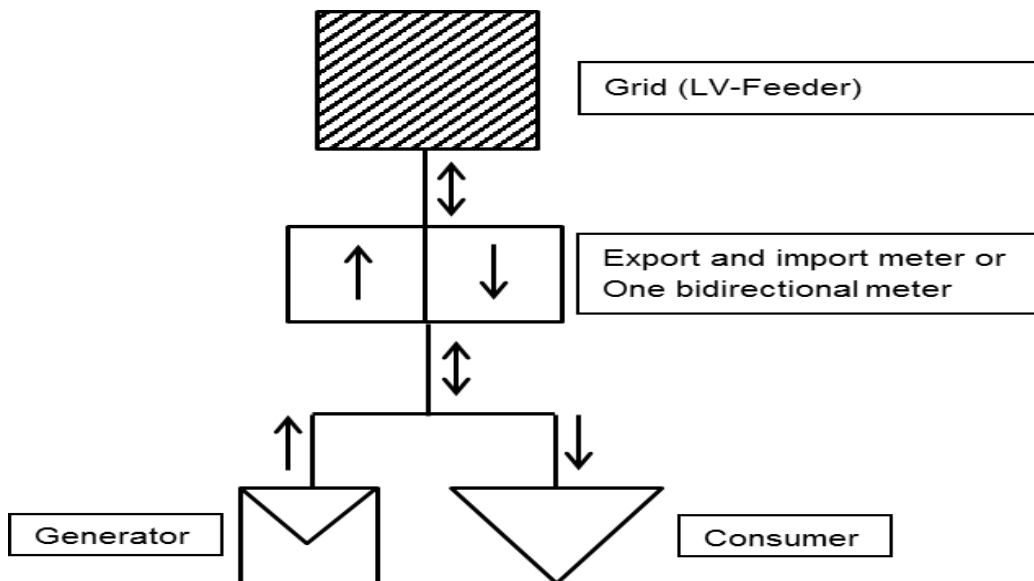 Grid (LV-Feeder)
Export and import meter or
One bidirectional meter
Generator
Consumer